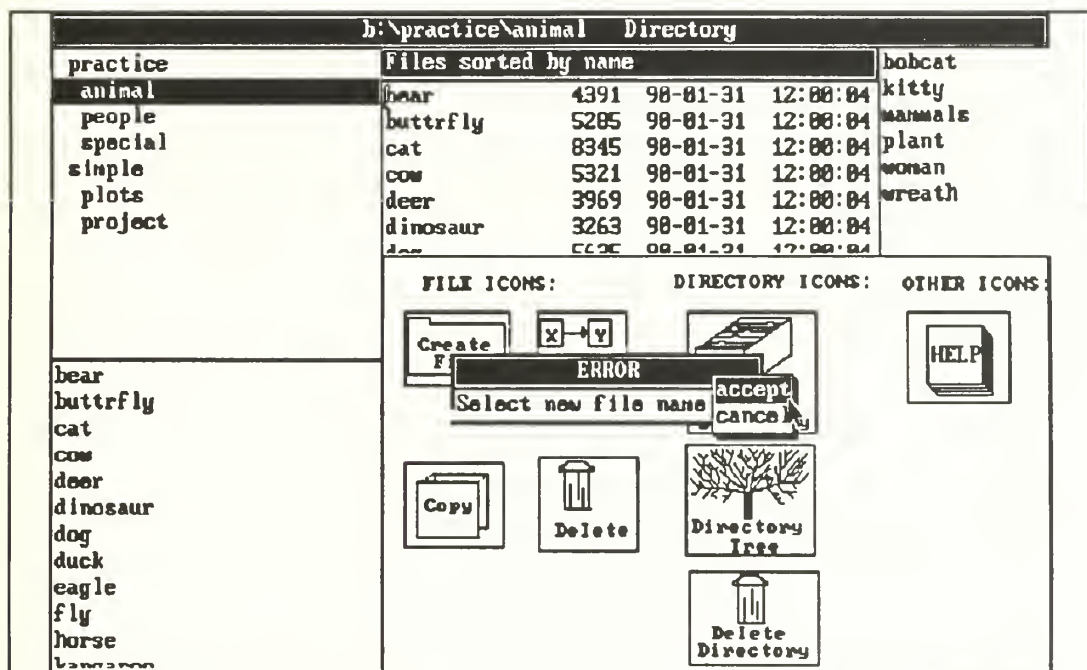 b:\practice\animal Directory
practice
animal
people
special
simple
plots
project
Files sorted by name
bear 4391 90-01-31 12:00:04
buttrfly 5285 90-01-31 12:00:04
cat 8345 90-01-31 12:00:04
cow 5321 90-01-31 12:00:04
deer 3969 90-01-31 12:00:04
dinosaur 3263 90-01-31 12:00:04
dog
bobcat
kitty
mammals
plant
woman
wreath
bear
buttrfly
cat
cow
deer
dinosaur
dog
duck
eagle
fly
horse
kangaroo
FILE ICONS:
DIRECTORY ICONS:
OTHER ICONS:
Create
F
X Y
HELP
ERROR
Select new file name
accept
cancel
Copy
Delete
Directory
Tree
Delete
Directory